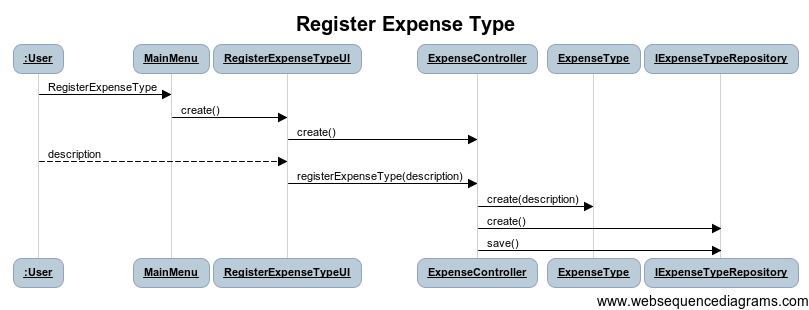 Register Expense Type
:User MainMenu RegisterExpenseTypeUI ExpenseController ExpenseType IExpenseTypeRepository
RegisterExpenseType
create()
create()
description
registerExpenseType(description)
create(description)
create()
save()
:User MainMenu RegisterExpenseTypeUI ExpenseController ExpenseType IExpenseTypeRepository
www.websequencediagrams.com